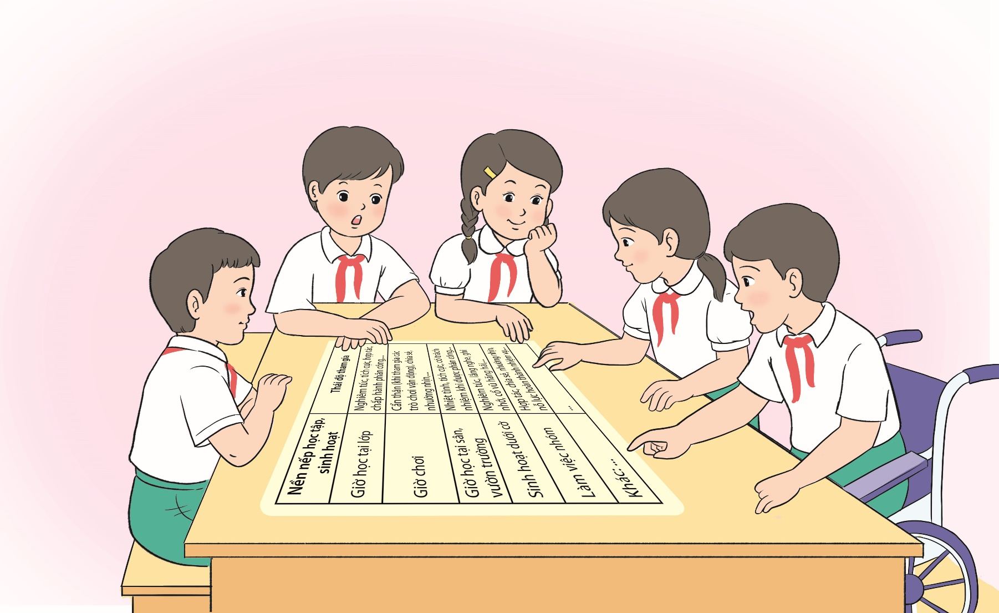 Nền nếp học tập,
sinh hoạt
Thái độ tham gia
Giờ học tại lớp
Nghiêm túc, tích cực, hợp tác,
chấp hành phân công,...
Giờ chơi
Cẩn thận (khi tham gia các
trò chơi vận động), chia sẻ,
nhường nhịn,...
Giờ học tại sân,
vườn trường
Nhiệt tình, tích cực, có trách
nhiệm khi được phân công,...
Sinh hoạt dưới cờ
Nghiêm túc, lắng nghe, ghi
nhớ, cổ vũ hăng hái,...
Làm việc nhóm
Hợp tác, chia sẻ, nhường nhịn,
nỗ lực hoàn thành nhiệm vụ,...
Khác:...
...